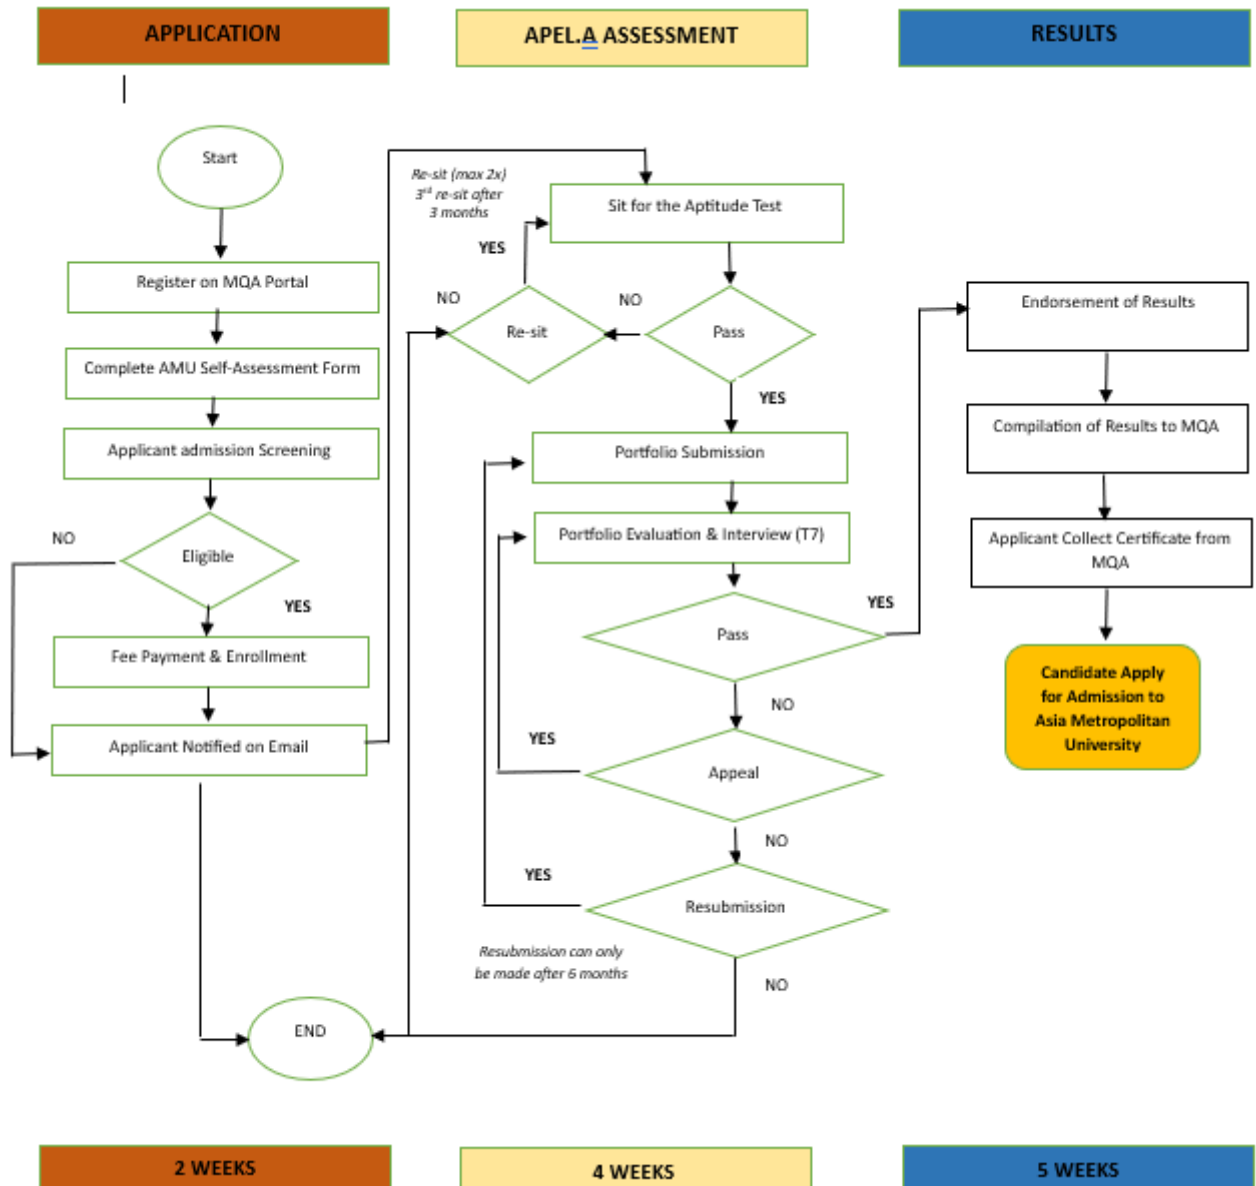 APPLICATION
APEL.A ASSESSMENT
RESULTS
Start
Register on MQA Portal
Complete AMU Self-Assessment Form
Applicant admission Screening
NO
Eligible
YES
Fee Payment & Enrollment
Applicant Notified on Email
END
Re-sit (max 2x)
3rd re-sit after
3 months
Sit for the Aptitude Test
YES
NO
Re-sit
NO
Pass
YES
Portfolio Submission
Portfolio Evaluation & Interview (T7)
YES
Pass
NO
YES
Appeal
NO
YES
Resubmission
Resubmission can only
be made after 6 months
NO
Endorsement of Results
Compilation of Results to MQA
Applicant Collect Certificate from
MQA
Candidate Apply
for Admission to
Asia Metropolitan
University
2 WEEKS
4 WEEKS
5 WEEKS